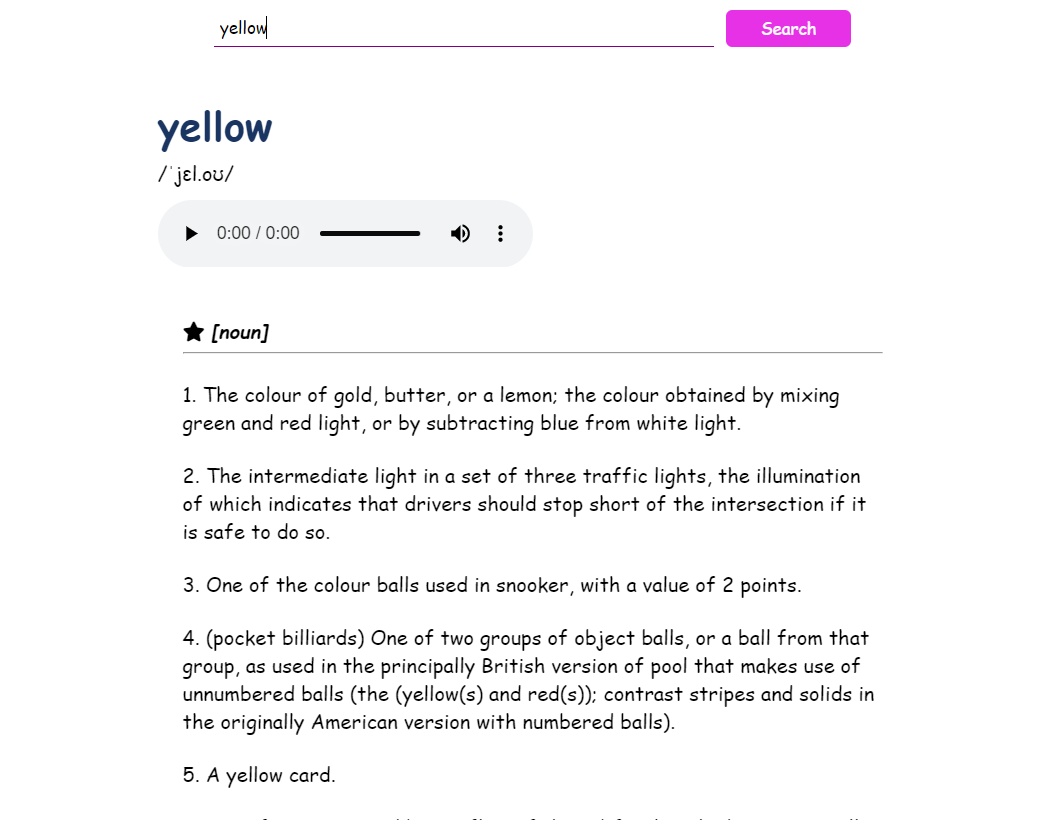 yellow
Search
yellow
/ˈjɛl.oʊ/
0:00 / 0:00
[noun]
1. The colour of gold, butter, or a lemon; the colour obtained by mixing
green and red light, or by subtracting blue from white light.
2. The intermediate light in a set of three traffic lights, the illumination
of which indicates that drivers should stop short of the intersection if it
is safe to do so.
3. One of the colour balls used in snooker, with a value of 2 points.
4. (pocket billiards) One of two groups of object balls, or a ball from that
group, as used in the principally British version of pool that makes use of
unnumbered balls (the (yellow(s) and red(s)); contrast stripes and solids in
the originally American version with numbered balls).
5. A yellow card.